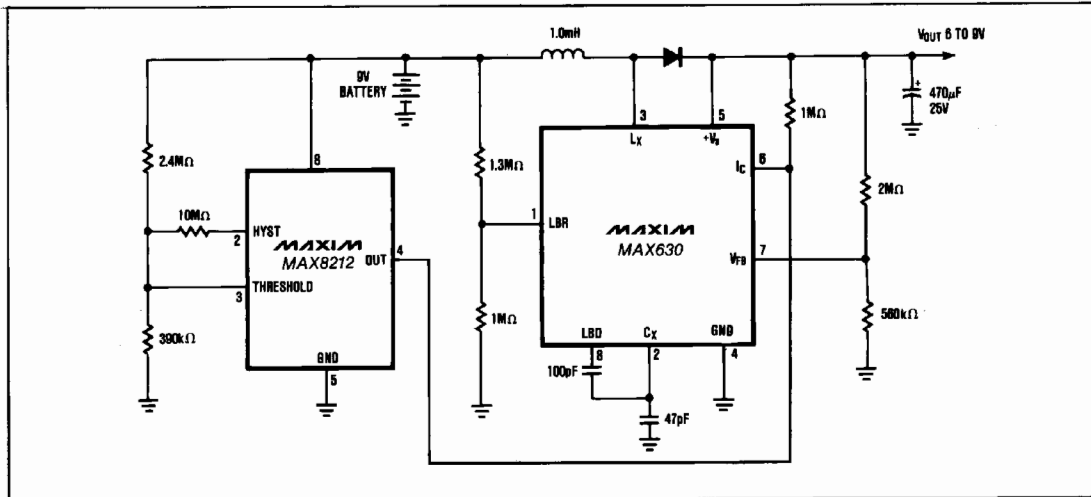 1.0mH
VOUT 6 TO 9V
9V
BATTERY
470µF
25V
1MΩ
3
5
LX
+VS
8
2.4MΩ
1.3MΩ
6
IC
2MΩ
10MΩ
2
HYST
MAXIM
MAX8212
OUT
4
1
LBR
MAXIM
MAX630
VFB
7
3
THRESHOLD
1MΩ
560kΩ
390kΩ
GND
5
LBD
CX
GND
8
2
4
100pF
47pF